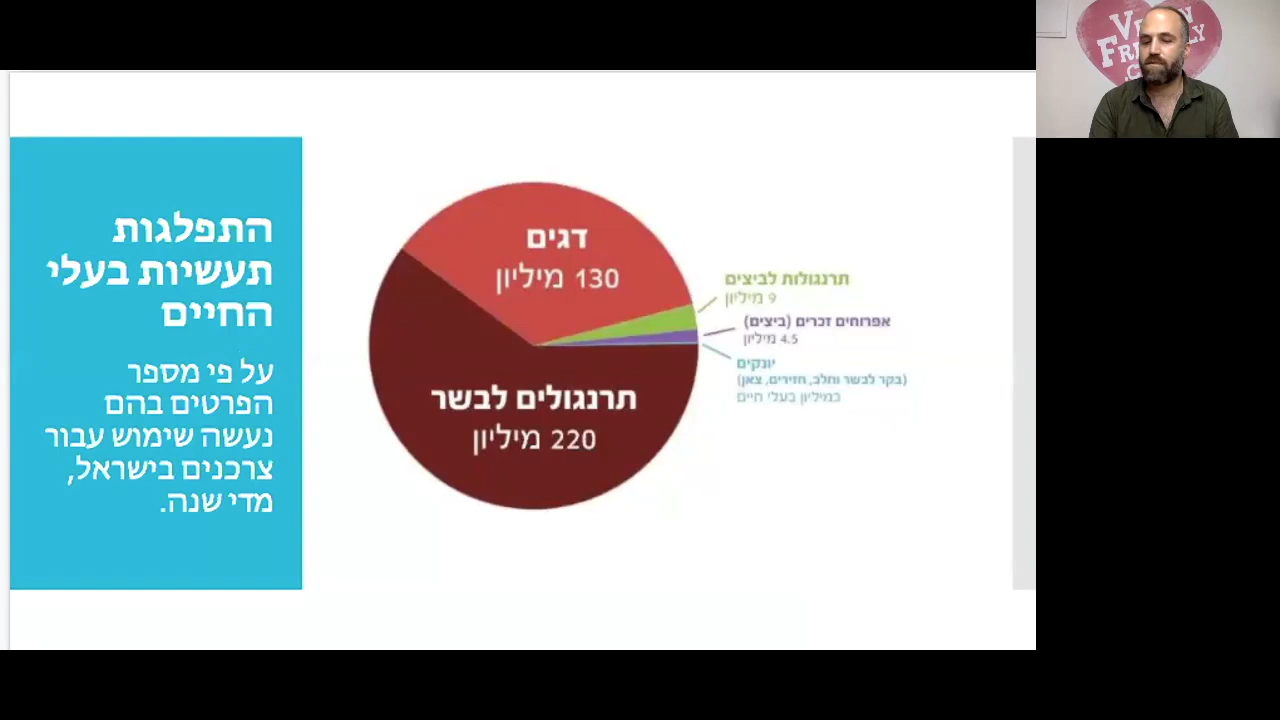 התפלגות
תעשיות בעלי
החיים
על פי מספר
הפרטים בהם
נעשה שימוש עבור
צרכנים בישראל,
מדי שנה.
דגים
130 מיליון
תרנגולים לבשר
220 מיליון
תרנגולות לביצים
9 מיליון
אפרוחים זכרים (ביצים)
4.5 מיליון
יונקים
(בקר לבשר וחלב, חזירים, צאן)
כמיליון בעלי חיים